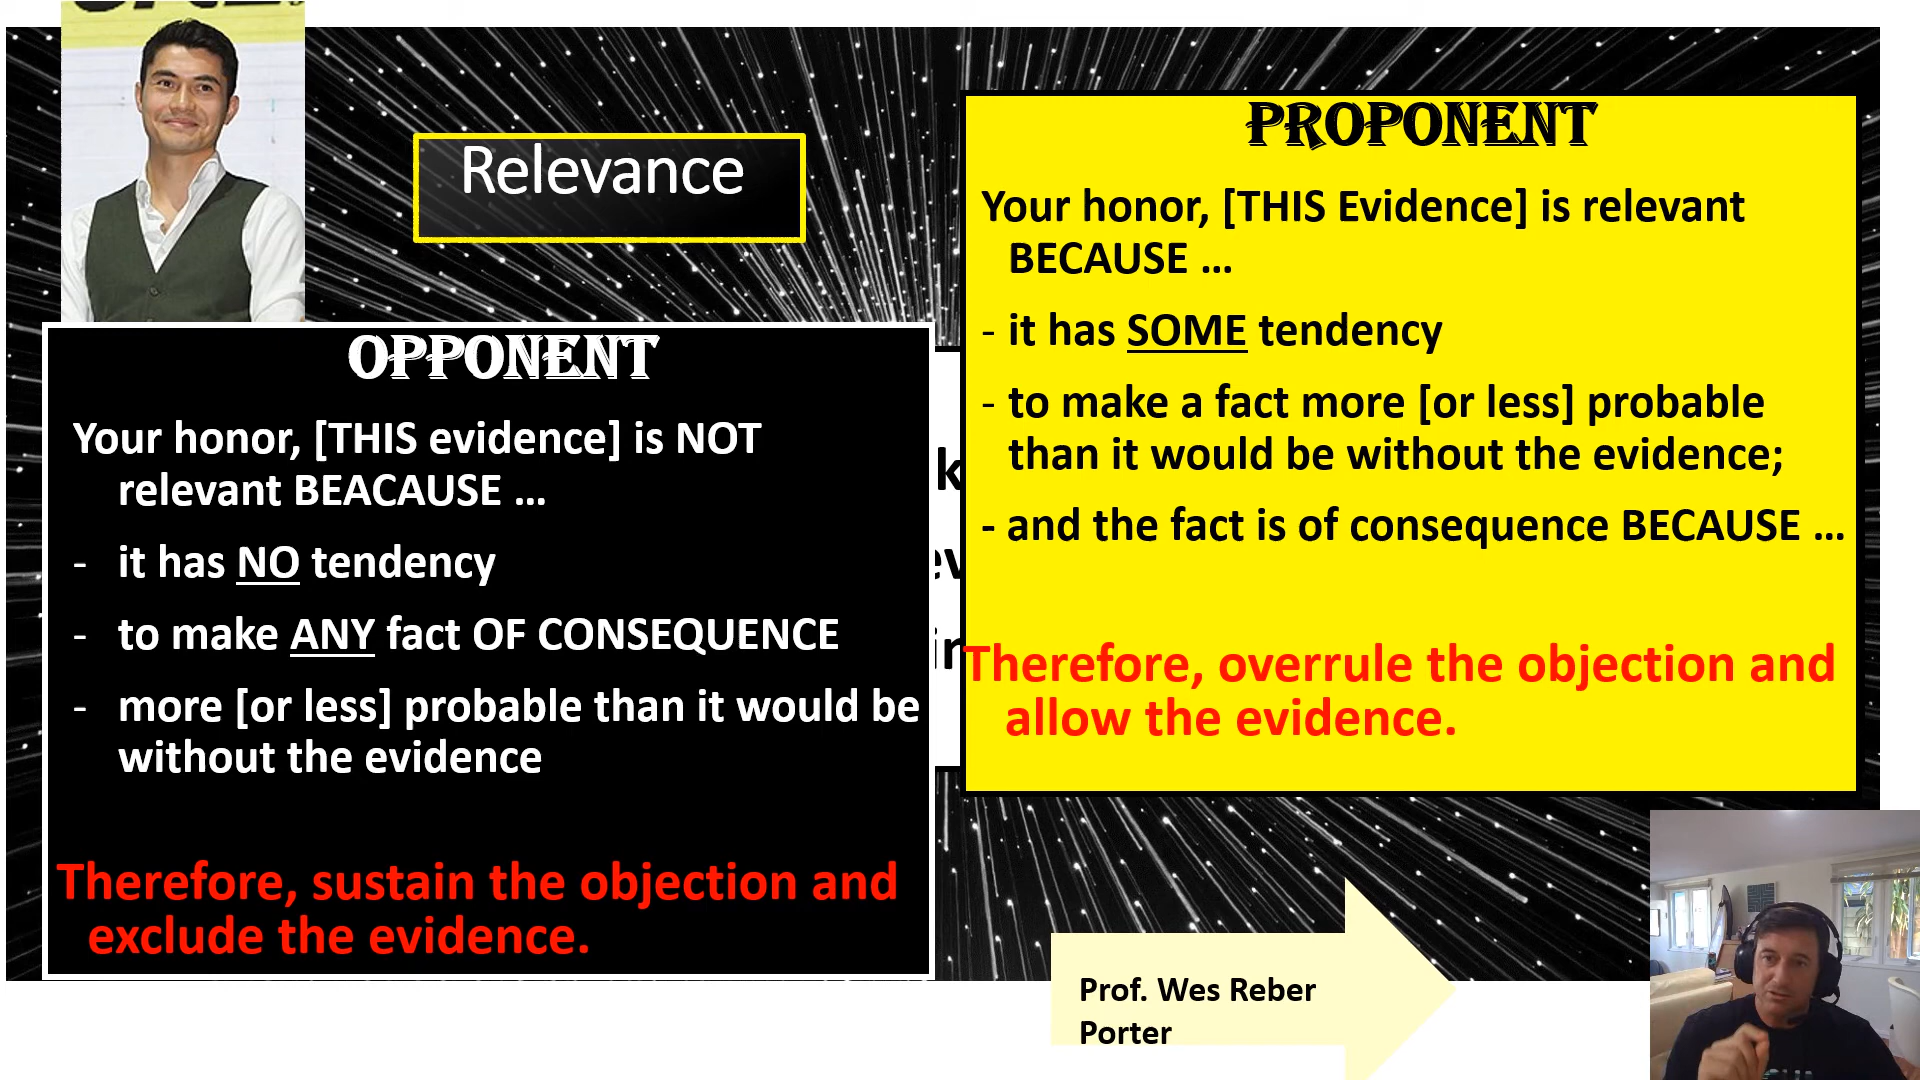 Relevance
OPPONENT
Your honor, [THIS evidence] is NOT
relevant BEACAUSE ...
- it has NO tendency
- to make ANY fact OF CONSEQUENCE
- more [or less] probable than it would be
without the evidence
Therefore, sustain the objection and
exclude the evidence.
PROPONENT
Your honor, [THIS Evidence] is relevant
BECAUSE ...
- it has SOME tendency
- to make a fact more [or less] probable
than it would be without the evidence;
- and the fact is of consequence BECAUSE ...
Therefore, overrule the objection and
allow the evidence.
Prof. Wes Reber
Porter